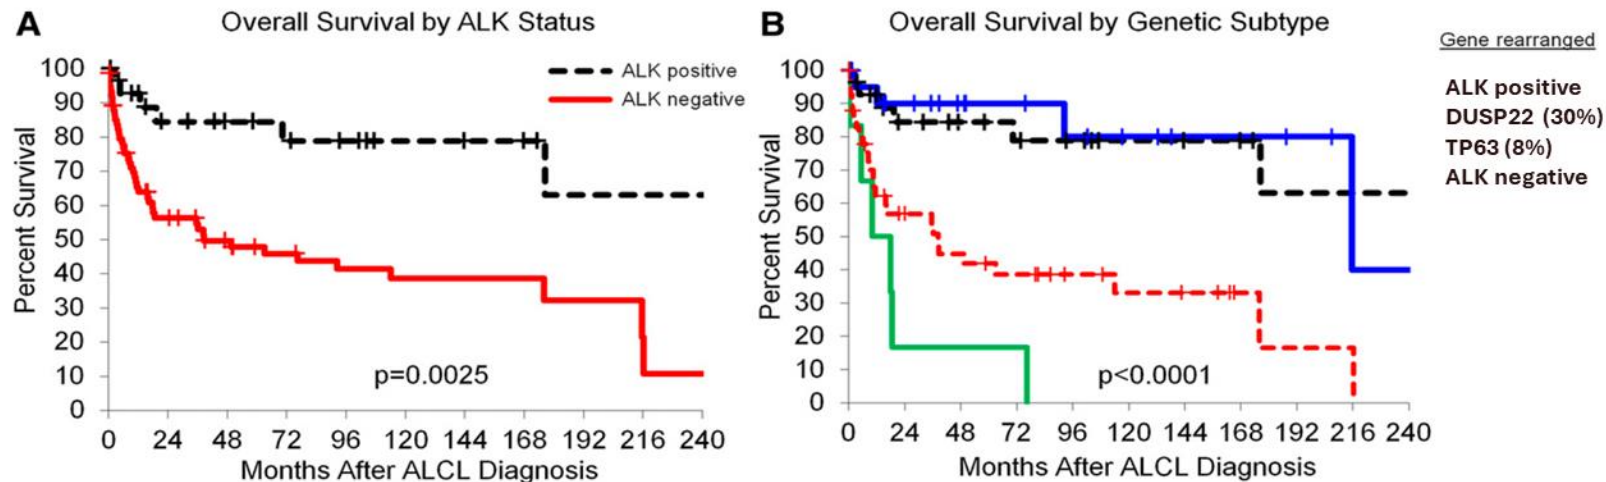 A
Overall Survival by ALK Status
Percent Survival
100
90
80
70
60
50
40
30
20
10
0
ALK positive
ALK negative
p=0.0025
0 24 48 72 96 120 144 168 192 216 240
Months After ALCL Diagnosis
B
Overall Survival by Genetic Subtype
Percent Survival
100
90
80
70
60
50
40
30
20
10
0
p<0.0001
0 24 48 72 96 120 144 168 192 216 240
Months After ALCL Diagnosis
Gene rearranged
ALK positive
DUSP22 (30%)
TP63 (8%)
ALK negative